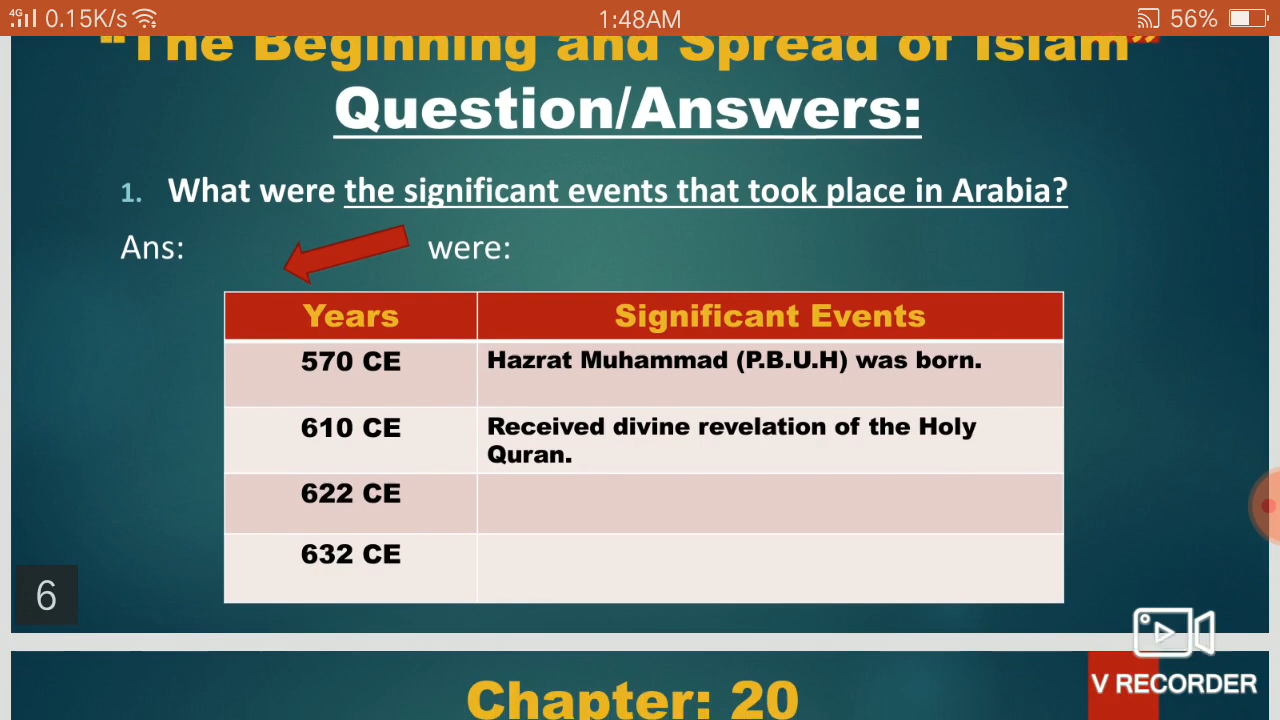 4G 0.15K/s 1:48AM 56%
"The Beginning and Spread of Islam"
Question/Answers:
1. What were the significant events that took place in Arabia?
Ans: were:
Years Significant Events
570 CE Hazrat Muhammad (P.B.U.H) was born.
610 CE Received divine revelation of the Holy
Quran.
622 CE
632 CE
6
V RECORDER
Chapter: 20